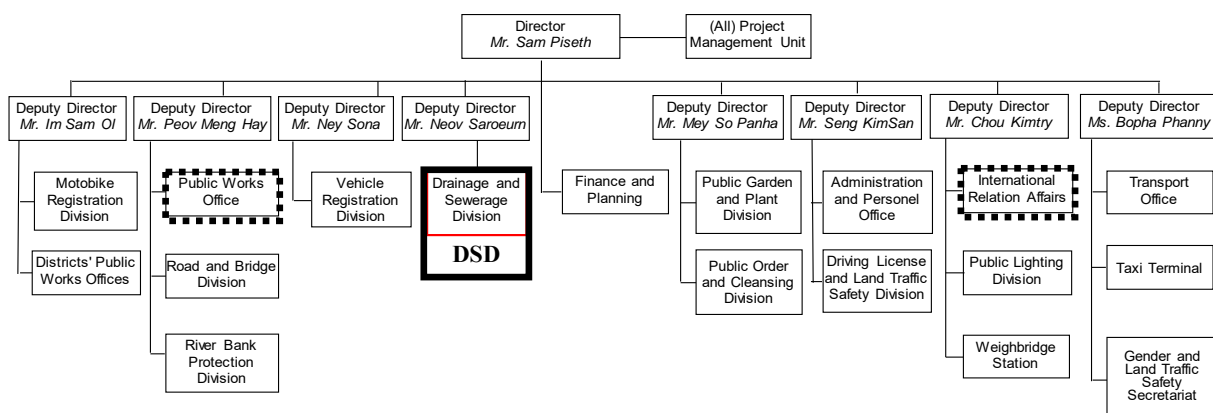 Director
Mr. Sam Piseth
(All) Project
Management Unit
Deputy Director
Mr. Im Sam Ol
Deputy Director
Mr. Peov Meng Hay
Deputy Director
Mr. Ney Sona
Deputy Director
Mr. Neov Saroeurn
Deputy Director
Mr. Mey So Panha
Deputy Director
Mr. Seng KimSan
Deputy Director
Mr. Chou Kimtry
Deputy Director
Ms. Bopha Phanny
Motobike
Registration
Division
Districts' Public
Works Offices
Public Works
Office
Road and Bridge
Division
River Bank
Protection
Division
Vehicle
Registration
Division
Drainage and
Sewerage
Division
DSD
Finance and
Planning
Public Garden
and Plant
Division
Public Order
and Cleansing
Division
Administration
and Personel
Office
Driving License
and Land Traffic
Safety Division
International
Relation Affairs
Public Lighting
Division
Weighbridge
Station
Transport
Office
Taxi Terminal
Gender and
Land Traffic
Safety
Secretariat